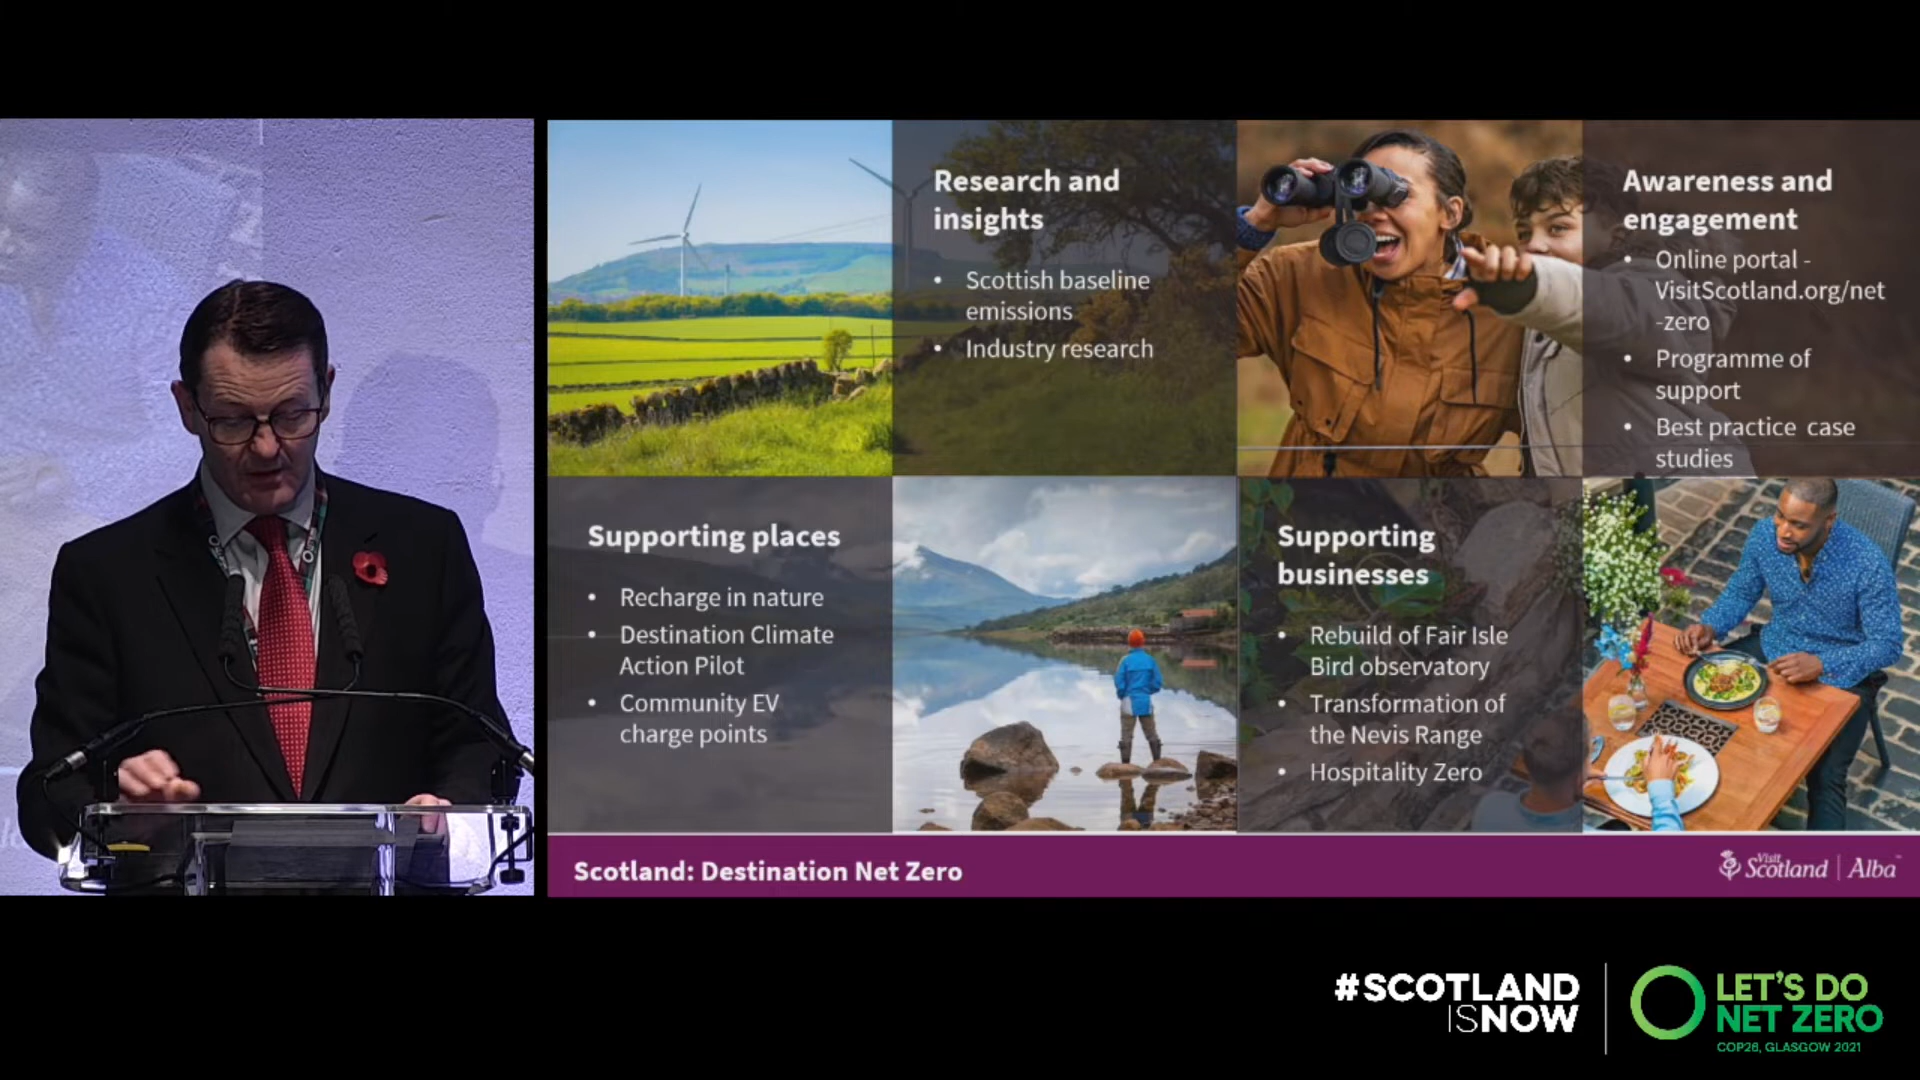 Research and
insights
• Scottish baseline
emissions
• Industry research
Awareness and
engagement
• Online portal -
VisitScotland.org/net
-zero
• Programme of
support
• Best practice case
studies
Supporting places
• Recharge in nature
• Destination Climate
Action Pilot
• Community EV
charge points
Supporting
businesses
• Rebuild of Fair Isle
Bird observatory
• Transformation of
the Nevis Range
• Hospitality Zero
Scotland: Destination Net Zero
Visit
Scotland | Alba
#SCOTLAND
ISNOW
LET'S DO
NET ZERO
COP26, GLASGOW 2021